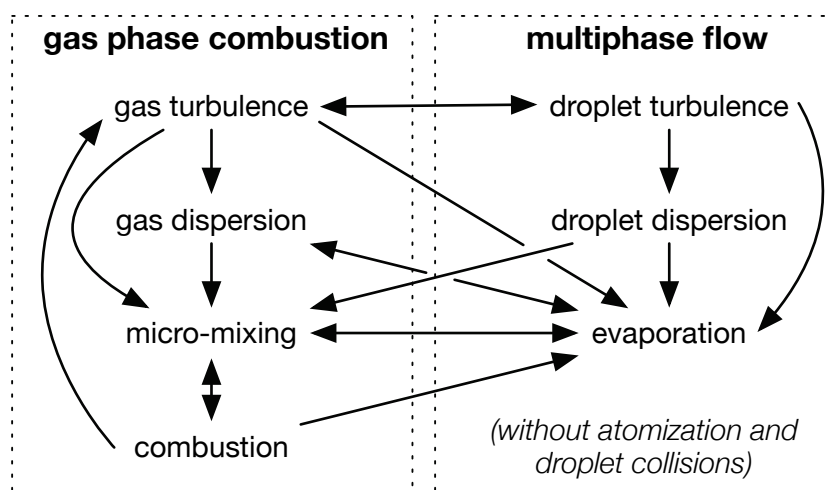 gas phase combustion
multiphase flow
gas turbulence
droplet turbulence
gas dispersion
droplet dispersion
micro-mixing
evaporation
combustion
(without atomization and
droplet collisions)